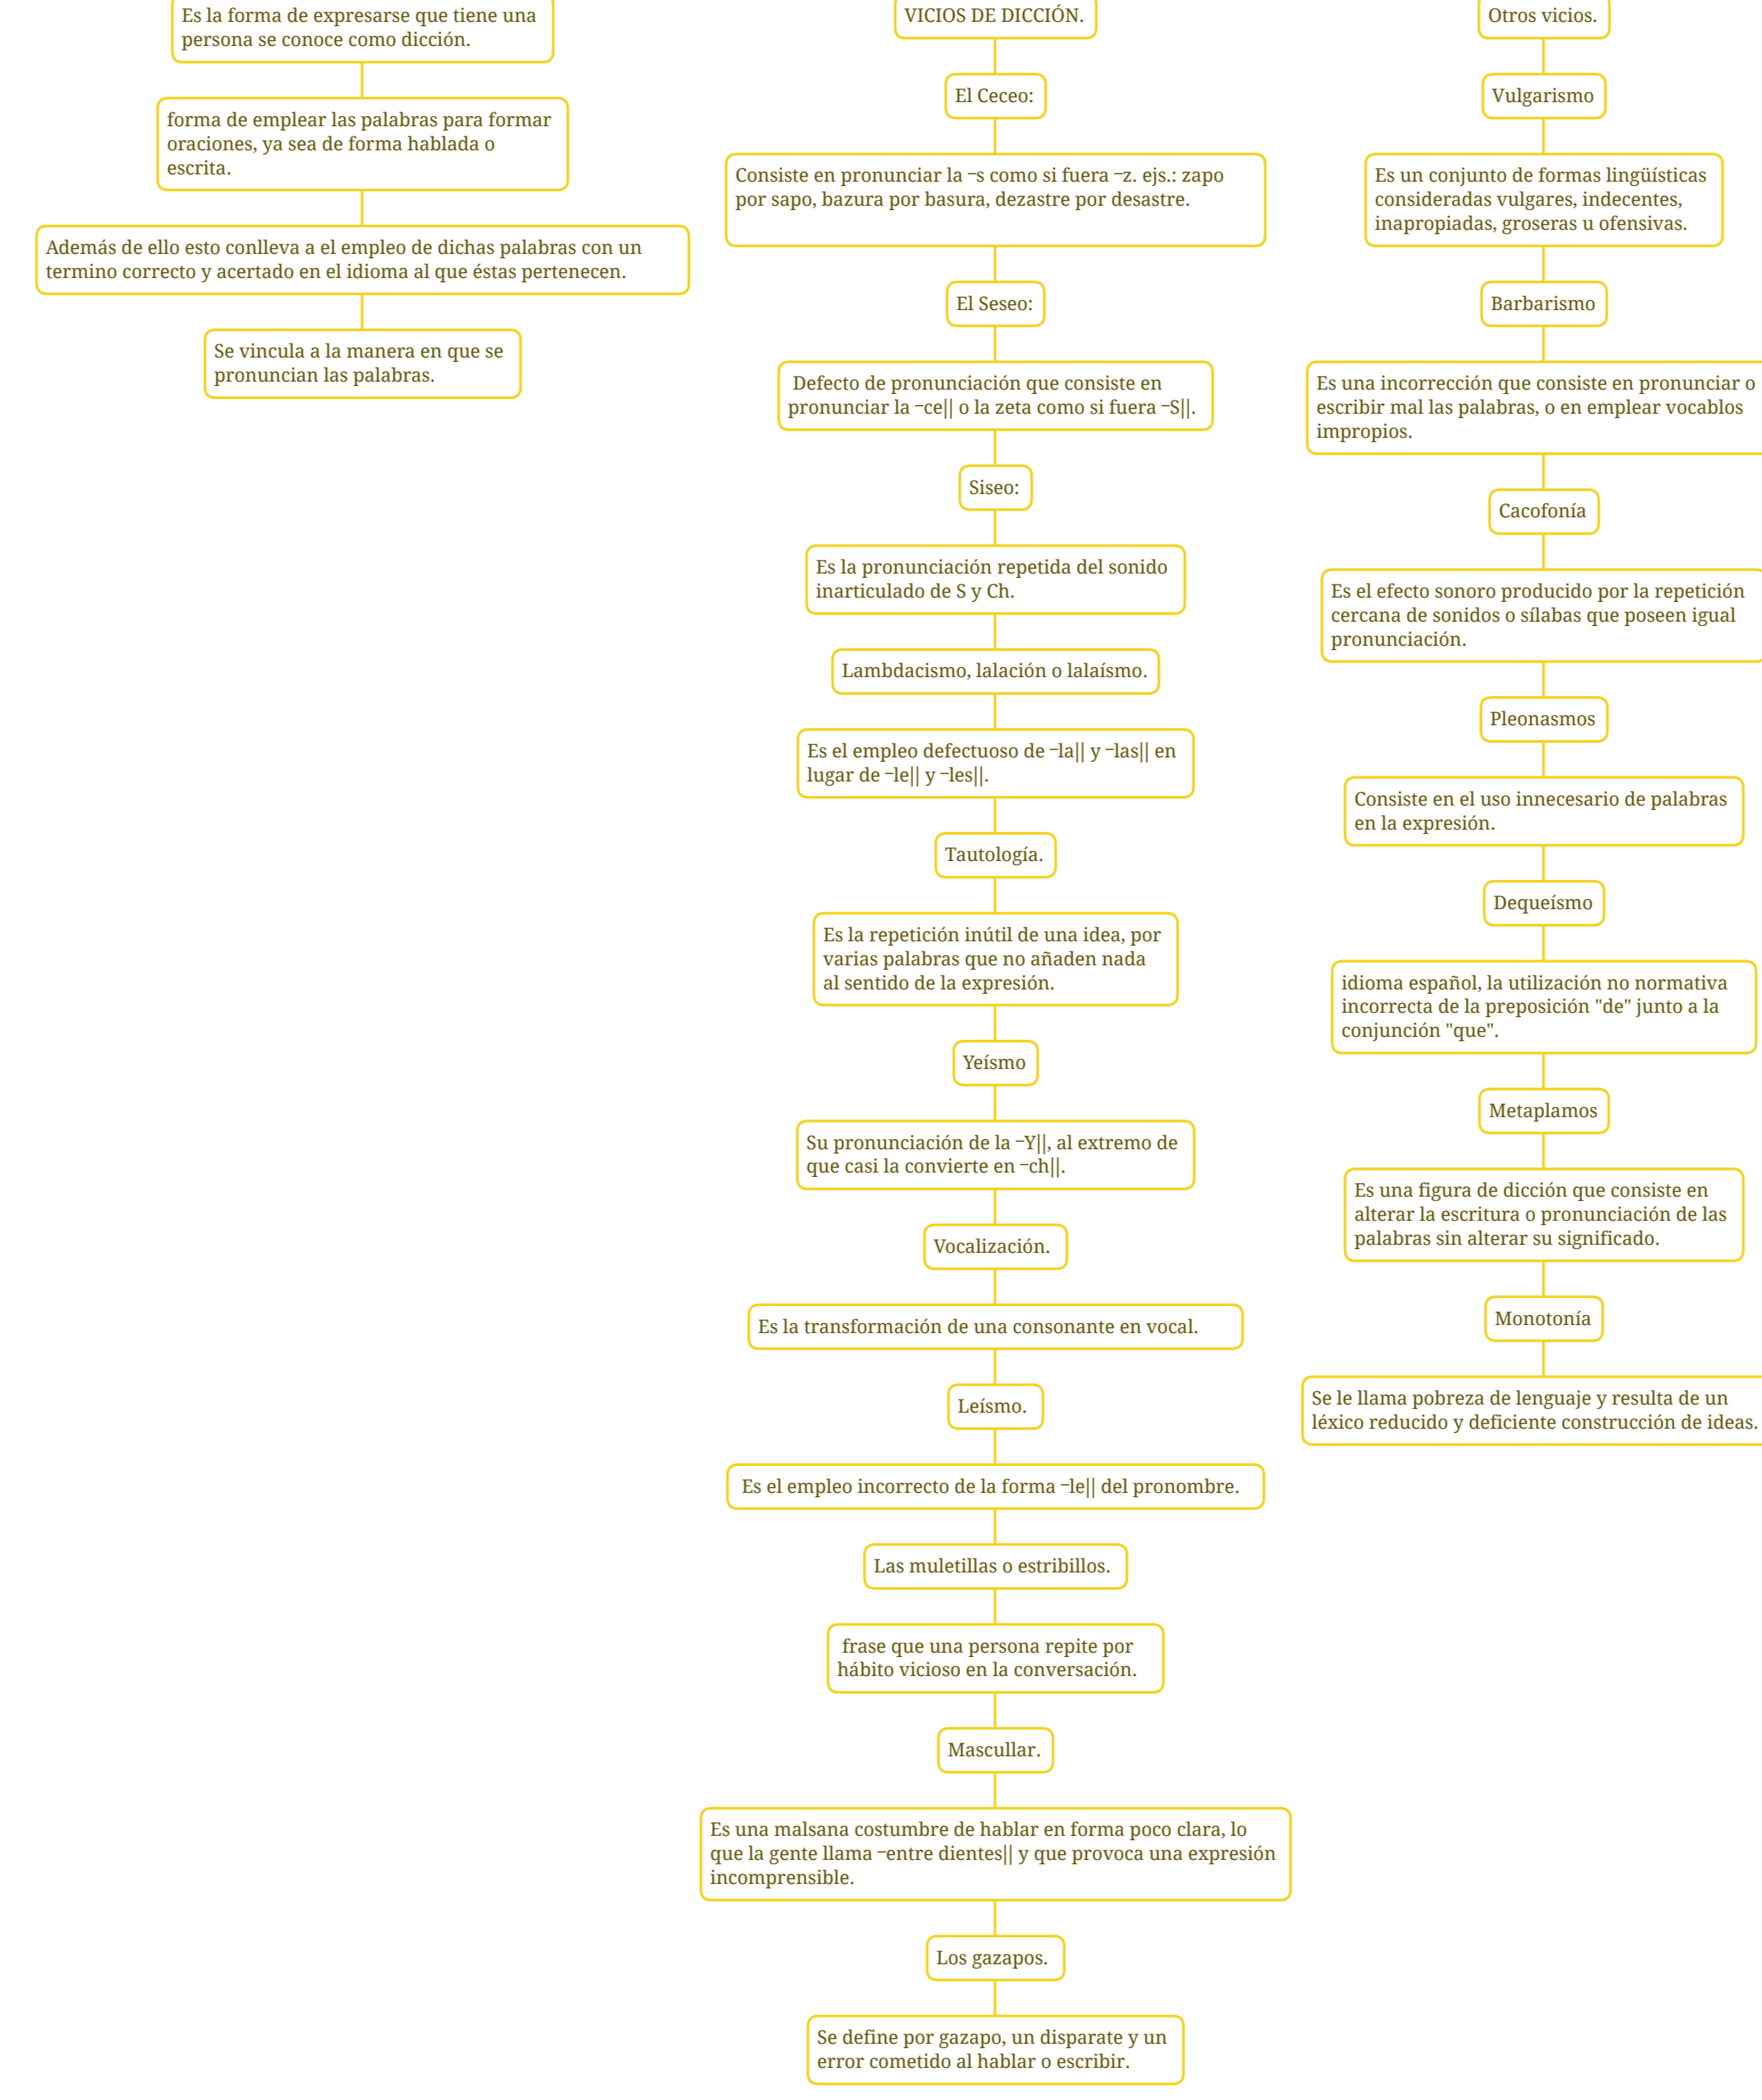 Es la forma de expresarse que tiene una
persona se conoce como dicción.
forma de emplear las palabras para formar
oraciones, ya sea de forma hablada o
escrita.
Además de ello esto conlleva a el empleo de dichas palabras con un
termino correcto y acertado en el idioma al que éstas pertenecen.
Se vincula a la manera en que se
pronuncian las palabras.
VICIOS DE DICCIÓN.
El Ceceo:
Consiste en pronunciar la ‾s como si fuera ‾z. ejs.: zapo
por sapo, bazura por basura, dezastre por desastre.
El Seseo:
Defecto de pronunciación que consiste en
pronunciar la ‾ce|| o la zeta como si fuera ‾S||.
Siseo:
Es la pronunciación repetida del sonido
inarticulado de S y Ch.
Lambdacismo, lalación o lalaísmo.
Es el empleo defectuoso de ‾la|| y ‾las|| en
lugar de ‾le|| y ‾les||.
Tautología.
Es la repetición inútil de una idea, por
varias palabras que no añaden nada
al sentido de la expresión.
Yeísmo
Su pronunciación de la ‾Y||, al extremo de
que casi la convierte en ‾ch||.
Vocalización.
Es la transformación de una consonante en vocal.
Leísmo.
Es el empleo incorrecto de la forma ‾le|| del pronombre.
Las muletillas o estribillos.
frase que una persona repite por
hábito vicioso en la conversación.
Mascullar.
Es una malsana costumbre de hablar en forma poco clara, lo
que la gente llama ‾entre dientes|| y que provoca una expresión
incomprensible.
Los gazapos.
Se define por gazapo, un disparate y un
error cometido al hablar o escribir.
Otros vicios.
Vulgarismo
Es un conjunto de formas lingüísticas
consideradas vulgares, indecentes,
inapropiadas, groseras u ofensivas.
Barbarismo
Es una incorrección que consiste en pronunciar o
escribir mal las palabras, o en emplear vocablos
impropios.
Cacofonía
Es el efecto sonoro producido por la repetición
cercana de sonidos o sílabas que poseen igual
pronunciación.
Pleonasmos
Consiste en el uso innecesario de palabras
en la expresión.
Dequeísmo
idioma español, la utilización no normativa
incorrecta de la preposición "de" junto a la
conjunción "que".
Metaplamos
Es una figura de dicción que consiste en
alterar la escritura o pronunciación de las
palabras sin alterar su significado.
Monotonía
Se le llama pobreza de lenguaje y resulta de un
léxico reducido y deficiente construcción de ideas.